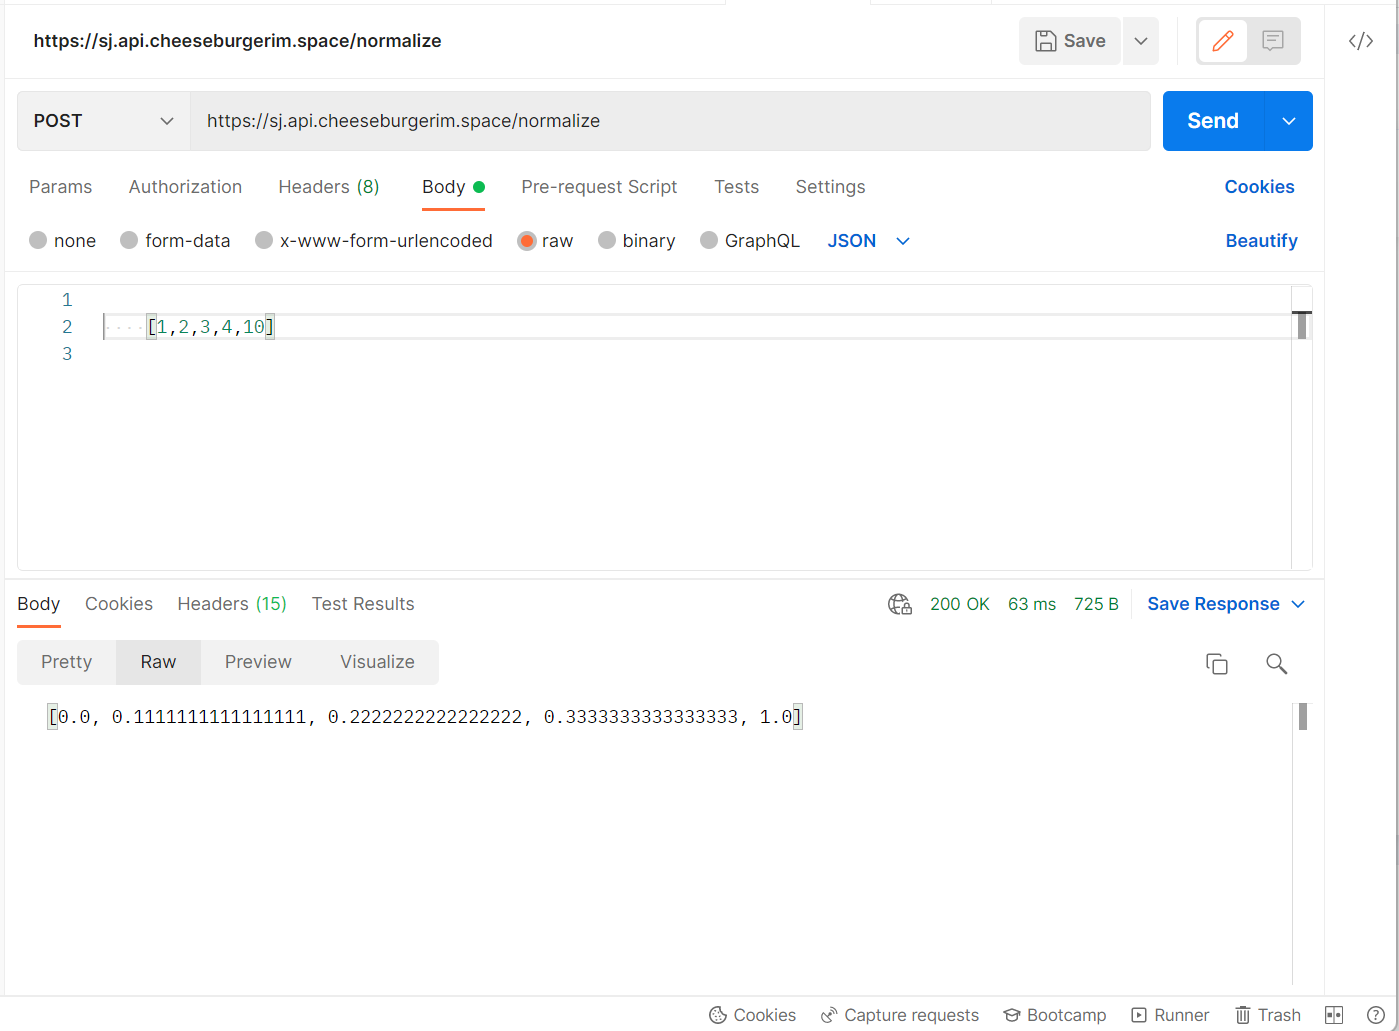 https://sj.api.cheeseburgerim.space/normalize
Save
POST
https://sj.api.cheeseburgerim.space/normalize
Send
Params Authorization Headers (8) Body Pre-request Script Tests Settings Cookies
none form-data x-www-form-urlencoded raw binary GraphQL JSON Beautify
1
2 [1,2,3,4,10]
3
Body Cookies Headers (15) Test Results 200 OK 63 ms 725 B Save Response
Pretty Raw Preview Visualize
[0.0, 0.1111111111111111, 0.2222222222222222, 0.3333333333333333, 1.0]
Cookies Capture requests Bootcamp Runner Trash